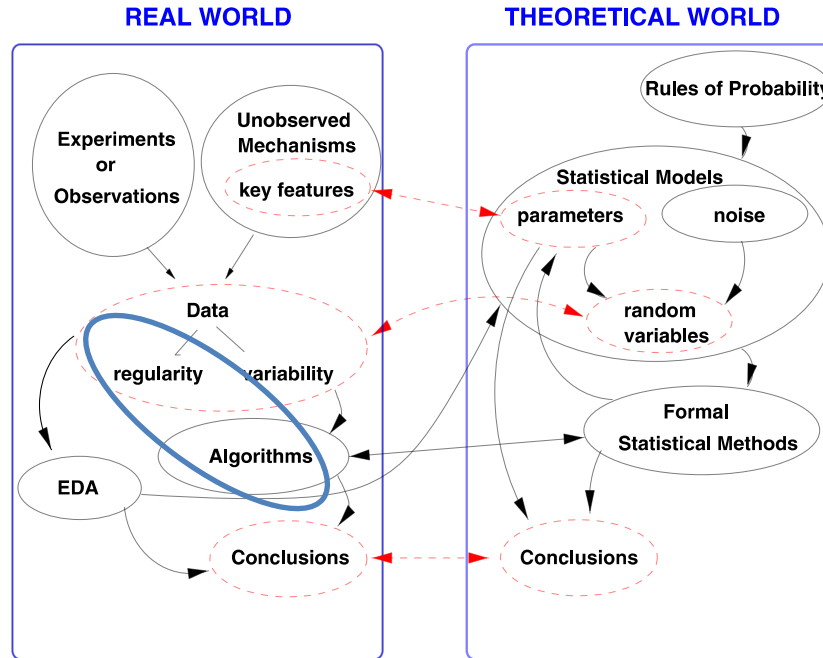 REAL WORLD
THEORETICAL WORLD
Experiments
or
Observations
Unobserved
Mechanisms
key features
Data
regularity
variability
Algorithms
EDA
Conclusions
Rules of Probability
Statistical Models
parameters
noise
random
variables
Formal
Statistical Methods
Conclusions